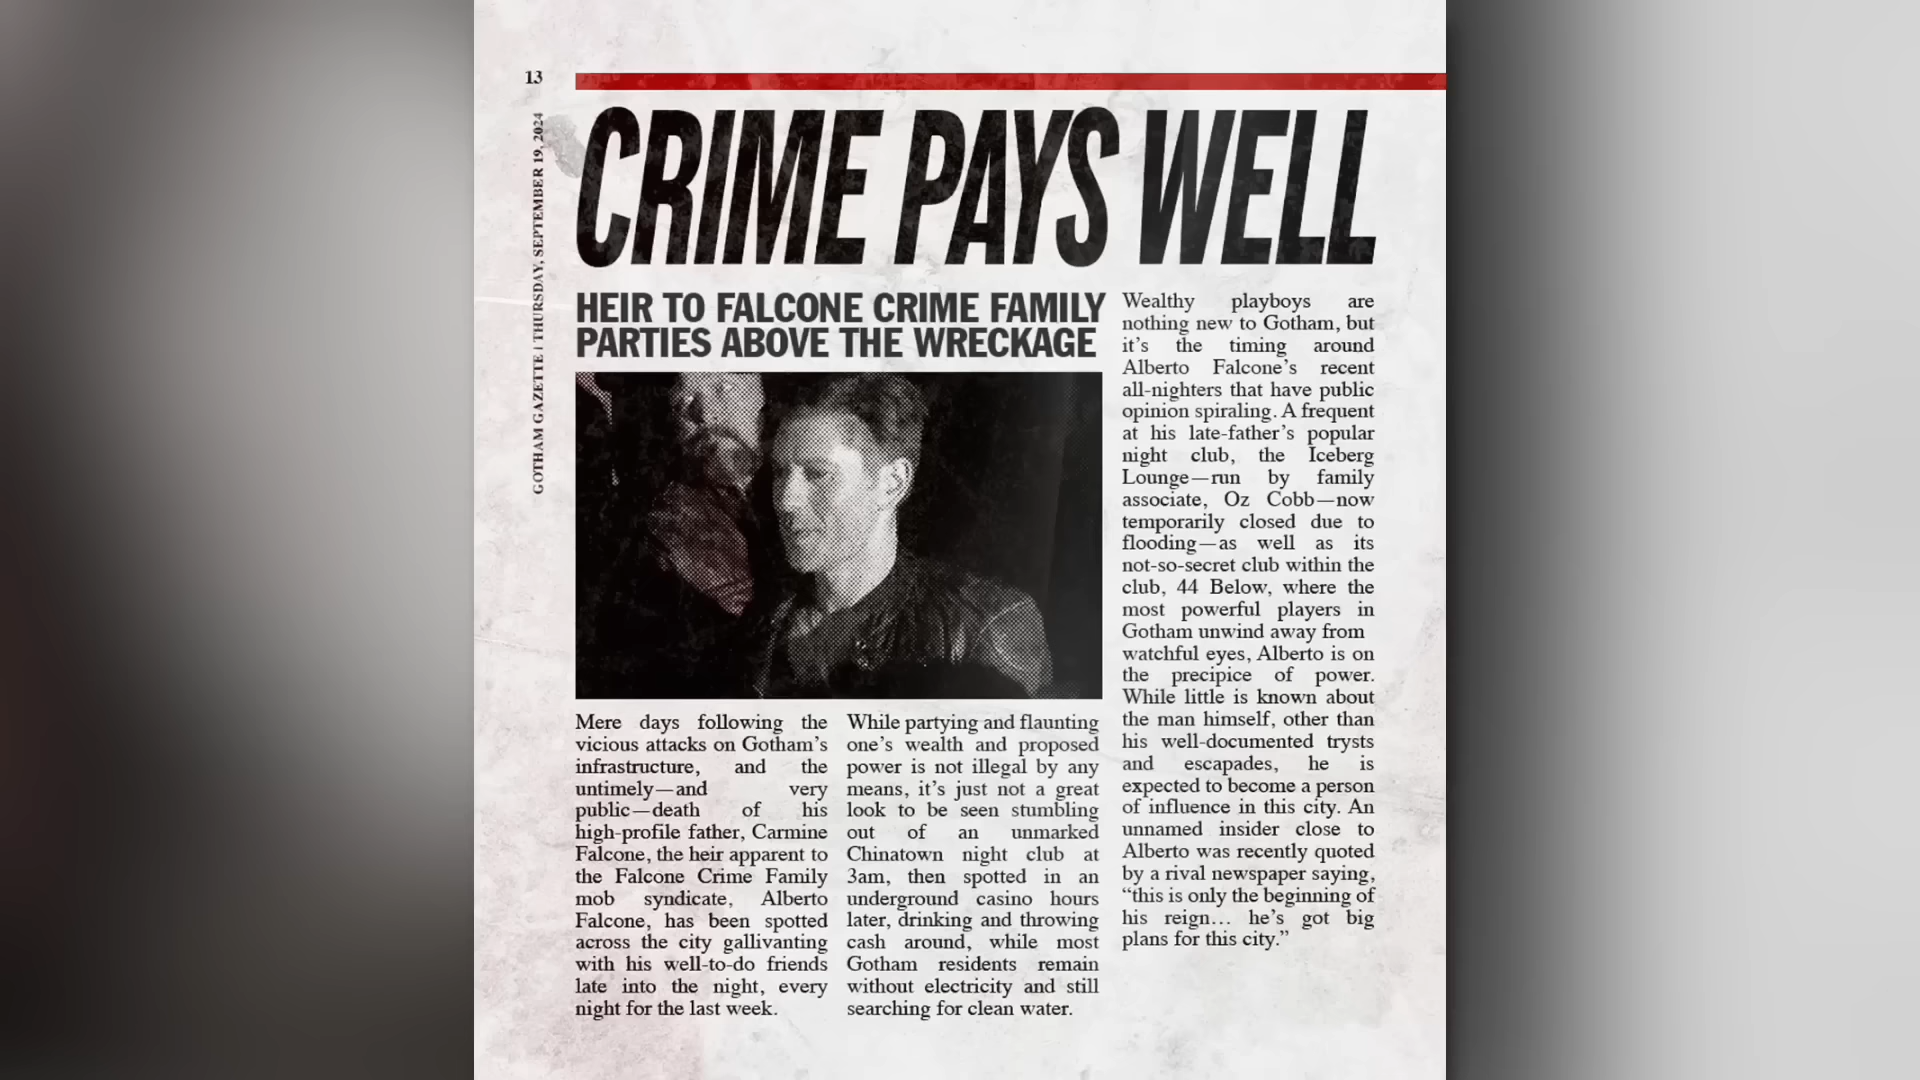 13
GOTHAM GAZETTE | THURSDAY, SEPTEMBER 19, 2024
CRIME PAYS WELL
HEIR TO FALCONE CRIME FAMILY
PARTIES ABOVE THE WRECKAGE
Mere days following the
vicious attacks on Gotham's
infrastructure, and the
untimely—and very
public—death of his
high-profile father, Carmine
Falcone, the heir apparent to
the Falcone Crime Family
mob syndicate, Alberto
Falcone, has been spotted
across the city gallivanting
with his well-to-do friends
late into the night, every
night for the last week.
While partying and flaunting
one's wealth and proposed
power is not illegal by any
means, it's just not a great
look to be seen stumbling
out of an unmarked
Chinatown night club at
3am, then spotted in an
underground casino hours
later, drinking and throwing
cash around, while most
Gotham residents remain
without electricity and still
searching for clean water.
Wealthy playboys are
nothing new to Gotham, but
it's the timing around
Alberto Falcone's recent
all-nighters that have public
opinion spiraling. A frequent
at his late-father's popular
night club, the Iceberg
Lounge—run by family
associate, Oz Cobb—now
temporarily closed due to
flooding—as well as its
not-so-secret club within the
club, 44 Below, where the
most powerful players in
Gotham unwind away from
watchful eyes, Alberto is on
the precipice of power.
While little is known about
the man himself, other than
his well-documented trysts
and escapades, he is
expected to become a person
of influence in this city. An
unnamed insider close to
Alberto was recently quoted
by a rival newspaper saying,
“this is only the beginning of
his reign… he's got big
plans for this city.”